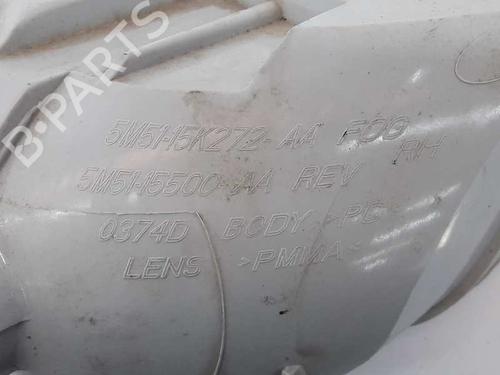 B-PARTS
5M51-15K272-AA FOG
RH
5M51-15500-AA REV
0374D BODY >PC<
LENS >PMMA<